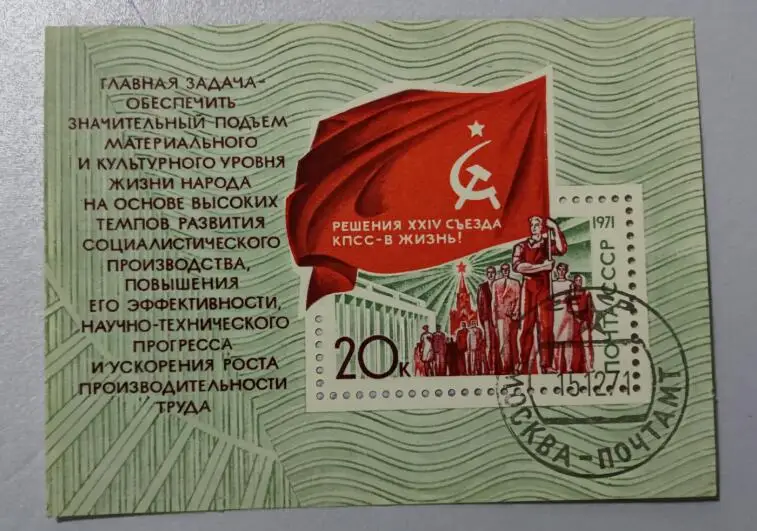 ГЛАВНАЯ ЗАДАЧА-
ОБЕСПЕЧИТЬ
ЗНАЧИТЕЛЬНЫЙ ПОДЪЕМ
МАТЕРИАЛЬНОГО
И КУЛЬТУРНОГО УРОВНЯ
ЖИЗНИ НАРОДА
НА ОСНОВЕ ВЫСОКИХ
ТЕМПОВ РАЗВИТИЯ
СОЦИАЛИСТИЧЕСКОГО
ПРОИЗВОДСТВА,
ПОВЫШЕНИЯ
ЕГО ЭФФЕКТИВНОСТИ,
НАУЧНО-ТЕХНИЧЕСКОГО
ПРОГРЕССА
И УСКОРЕНИЯ РОСТА
ПРОИЗВОДИТЕЛЬНОСТИ
ТРУДА
РЕШЕНИЯ XXIV СЪЕЗДА
КПСС-В ЖИЗНЬ!
1971
ПОЧТА СССР
20к
15.12.71
МОСКВА-ПОЧТАМТ